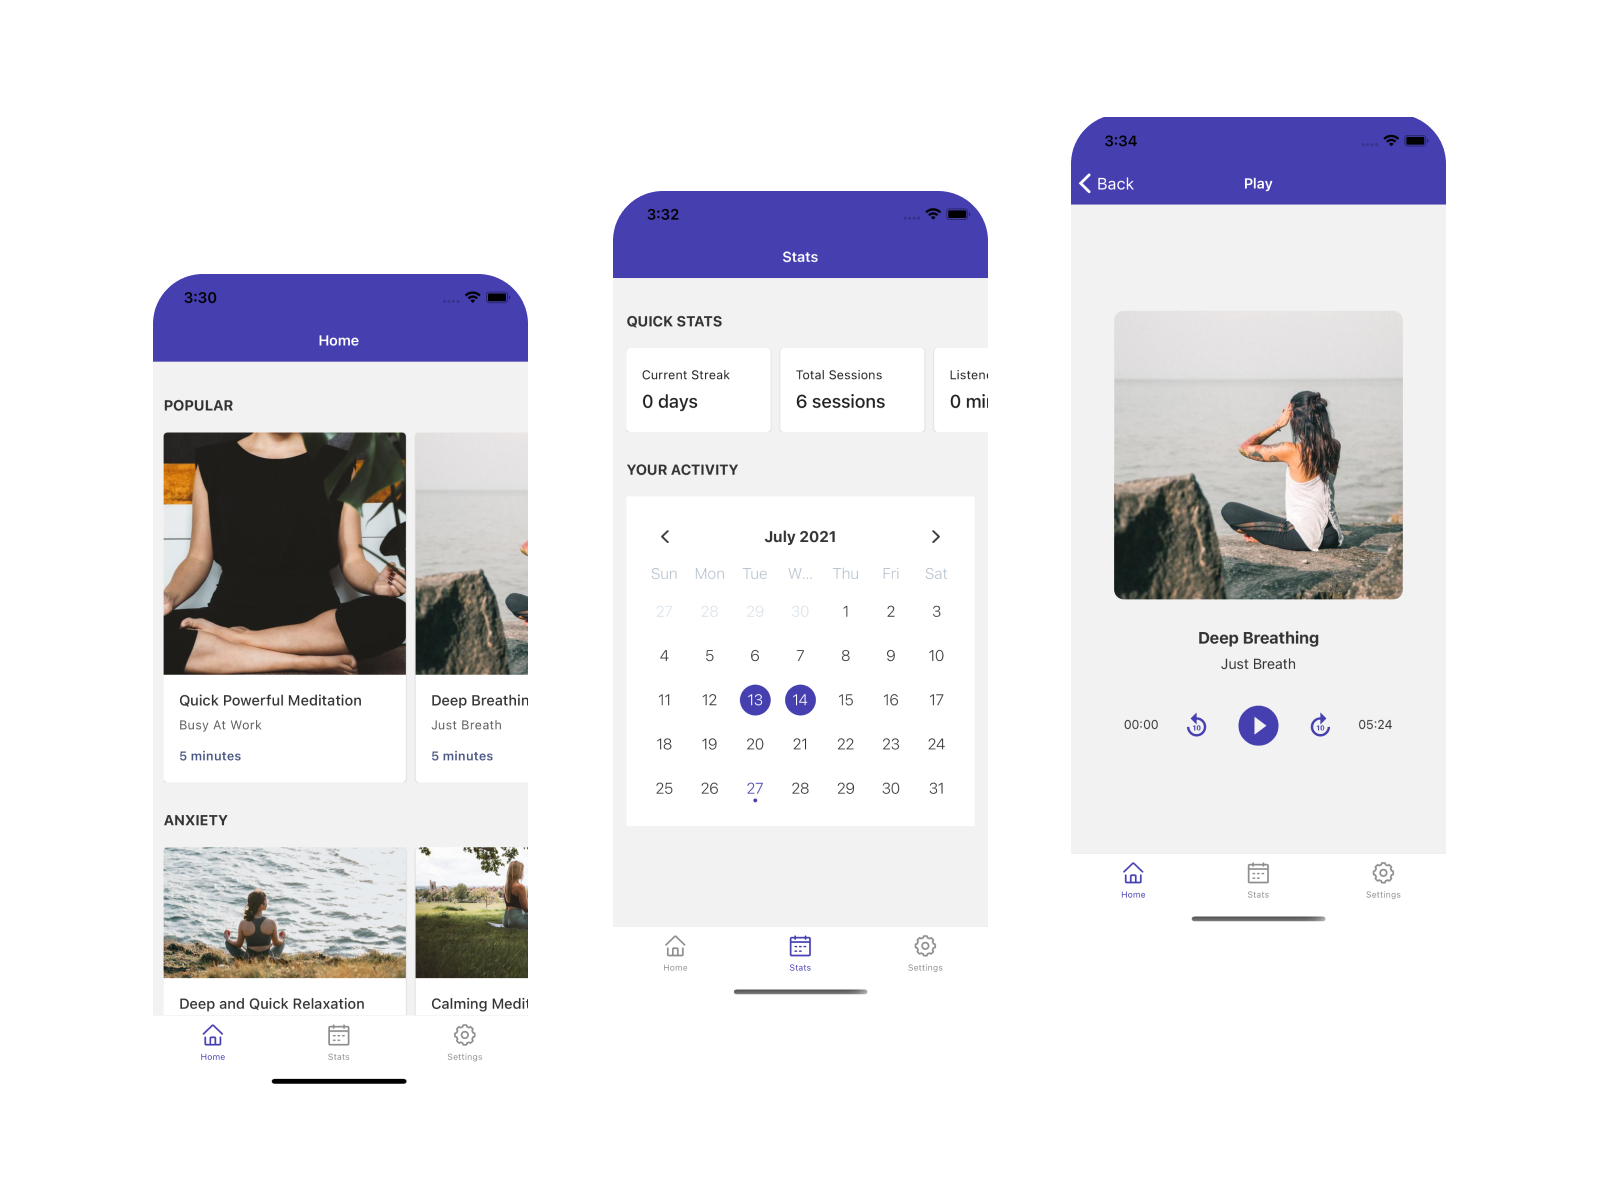 3:30
Home
POPULAR
Quick Powerful Meditation
Busy At Work
5 minutes
Deep Breathin
Just Breath
5 minutes
ANXIETY
Deep and Quick Relaxation
Calming Medit
Home Stats Settings
3:32
Stats
QUICK STATS
Current Streak
0 days
Total Sessions
6 sessions
Listene
0 min
YOUR ACTIVITY
July 2021
Sun Mon Tue W... Thu Fri Sat
27 28 29 30 1 2 3
4 5 6 7 8 9 10
11 12 13 14 15 16 17
18 19 20 21 22 23 24
25 26 27 28 29 30 31
Home Stats Settings
3:34
Back Play
Deep Breathing
Just Breath
00:00 10 10 05:24
Home Stats Settings